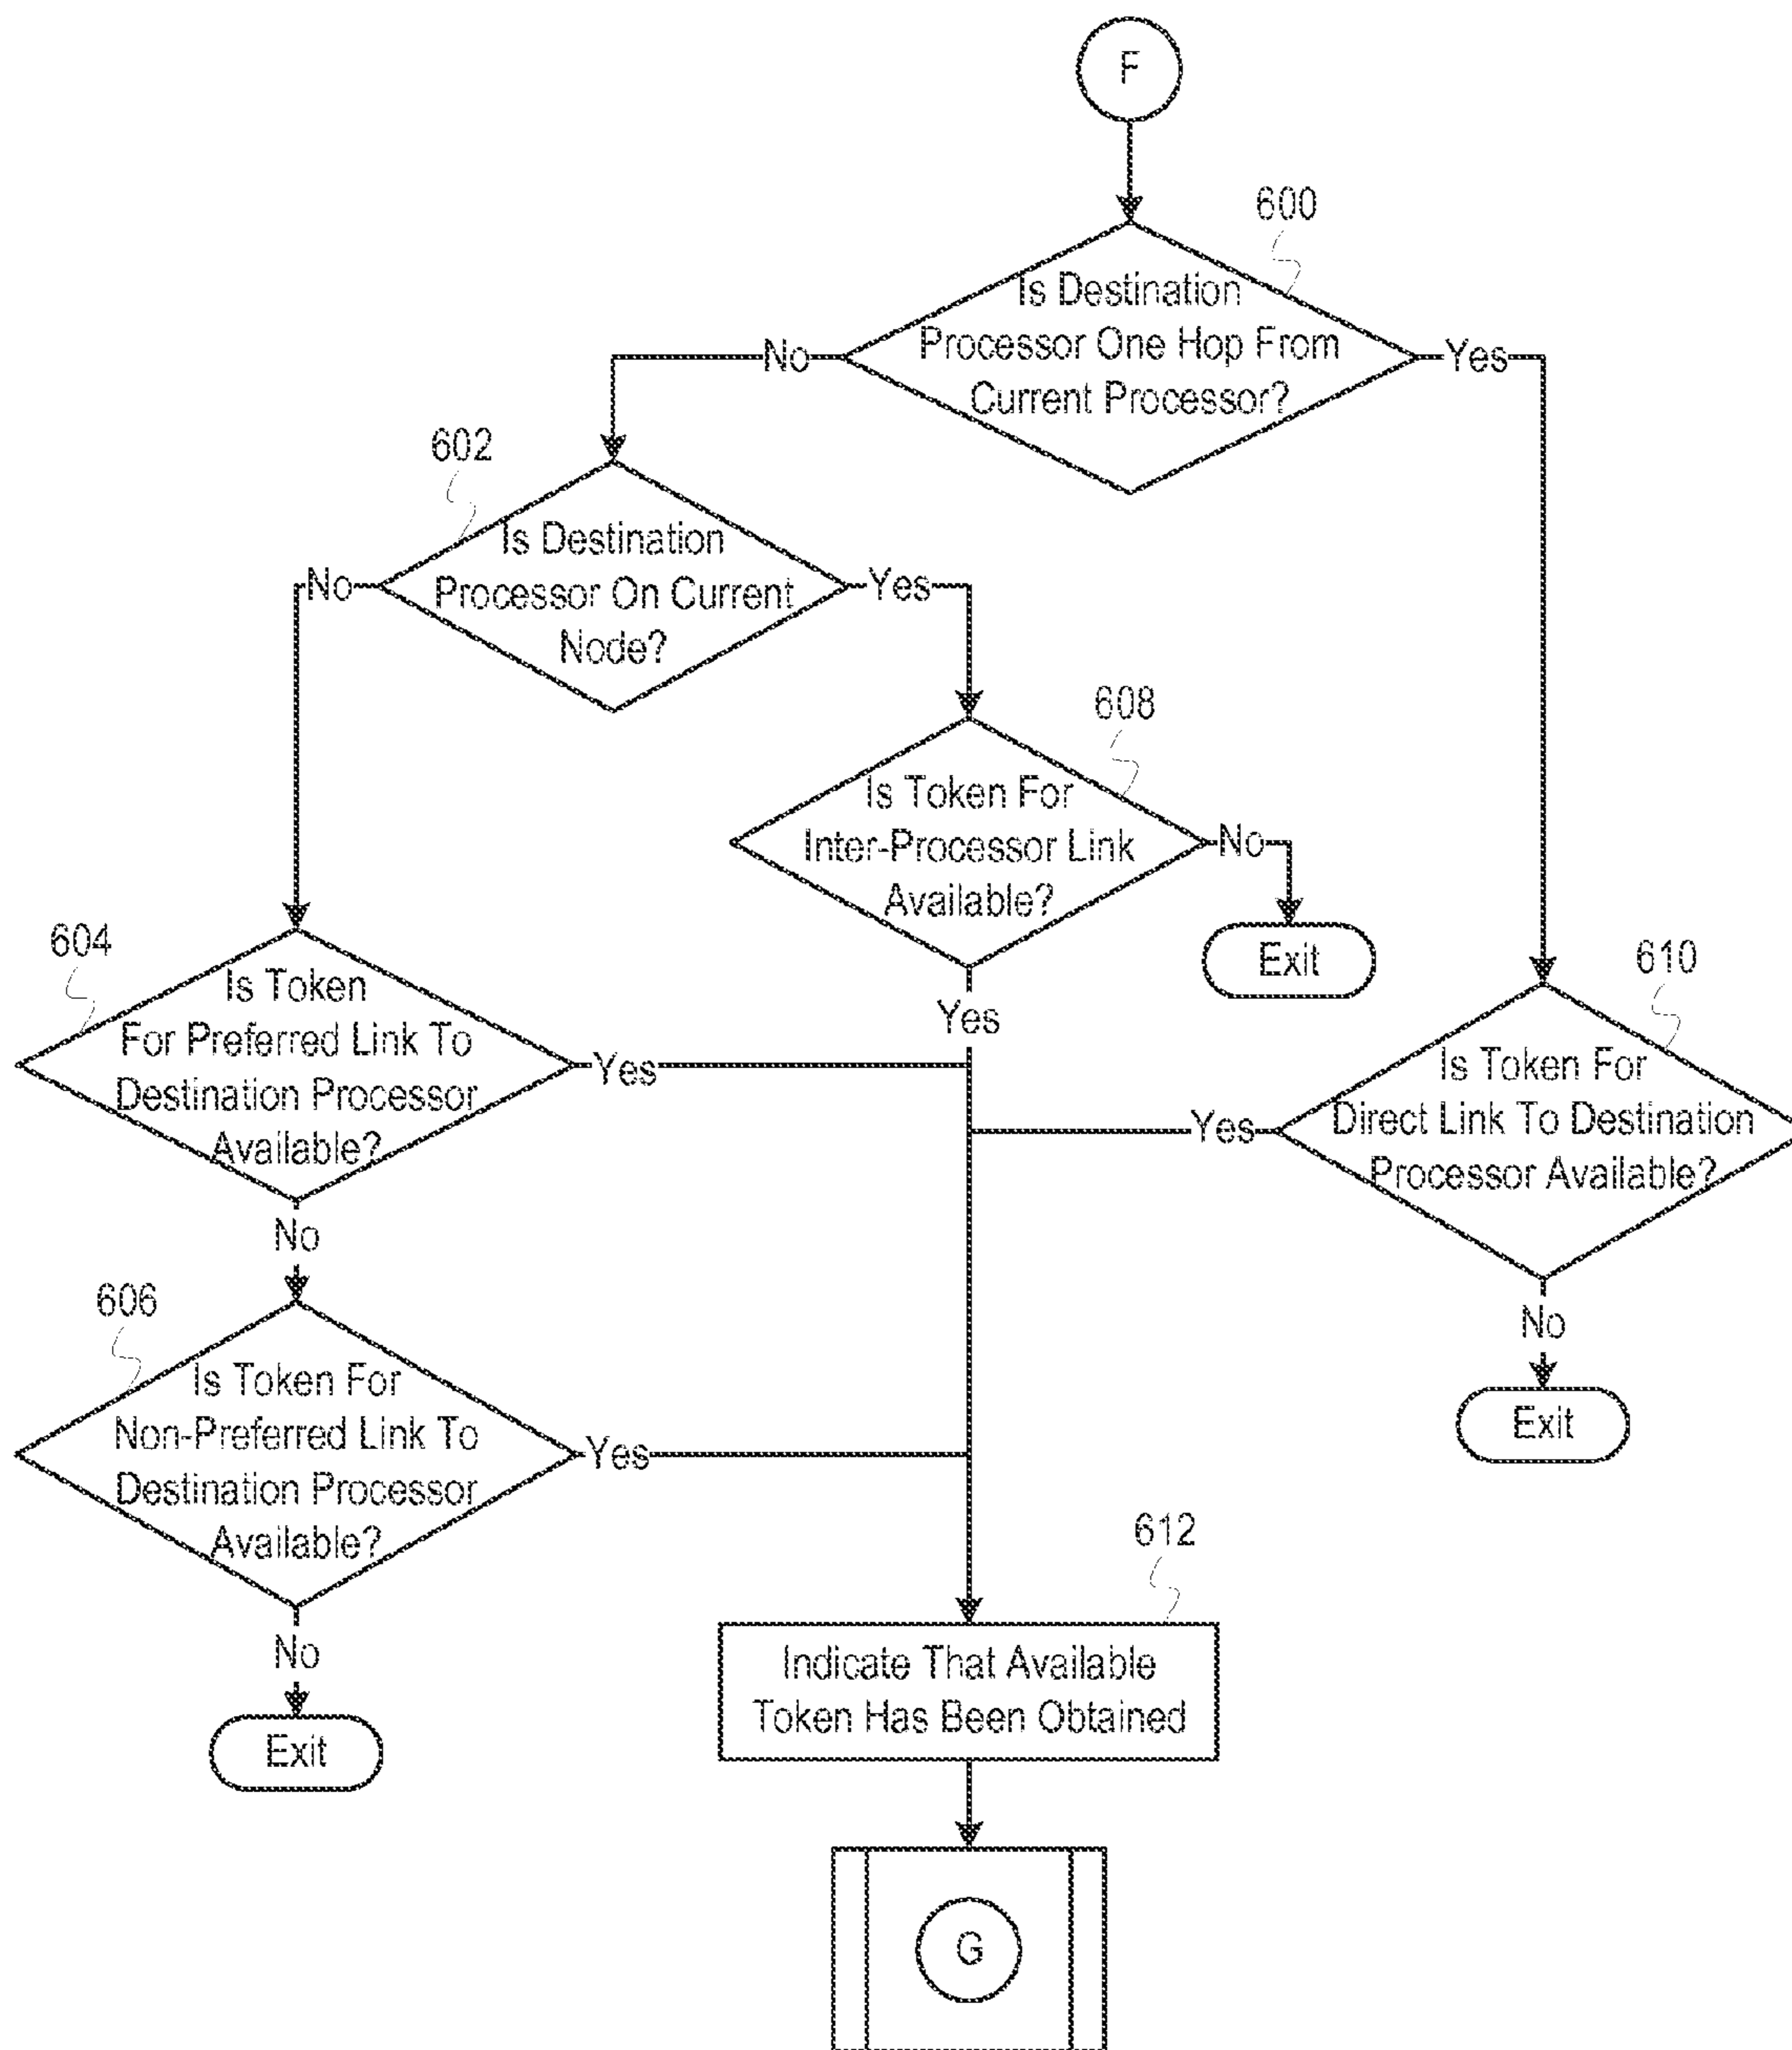 F
600
Is Destination
Processor One Hop From
Current Processor?
No
Yes
602
Is Destination
Processor On Current
Node?
No
Yes
608
Is Token For
Inter-Processor Link
Available?
No
Exit
Yes
604
Is Token
For Preferred Link To
Destination Processor
Available?
Yes
No
610
Is Token For
Direct Link To Destination
Processor Available?
Yes
No
Exit
606
Is Token For
Non-Preferred Link To
Destination Processor
Available?
Yes
No
Exit
612
Indicate That Available
Token Has Been Obtained
G